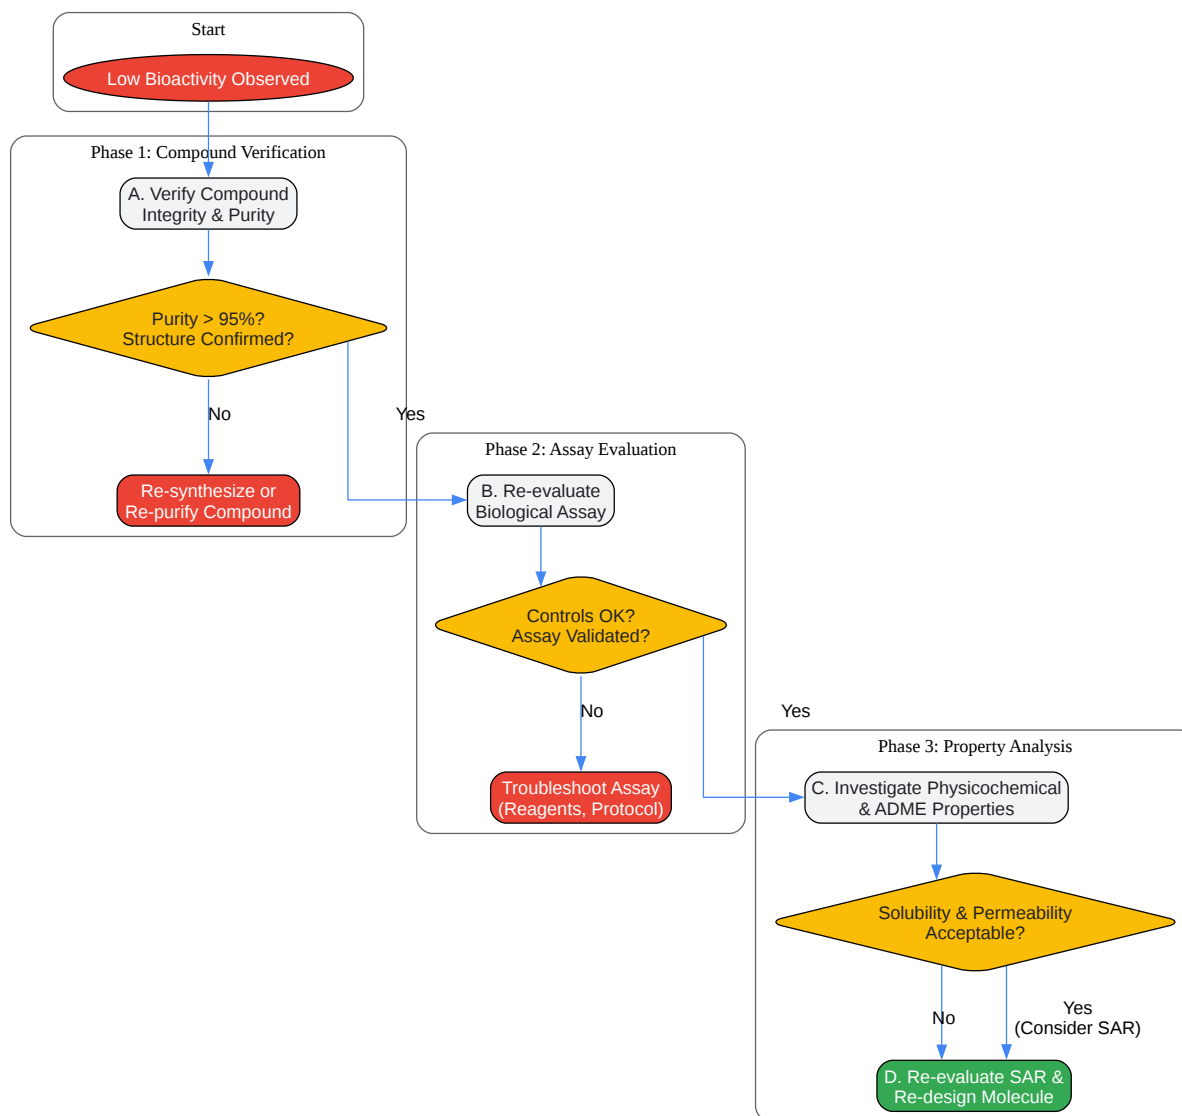 Start
Low Bioactivity Observed
Phase 1: Compound Verification
A. Verify Compound
Integrity & Purity
Purity > 95%?
Structure Confirmed?
No
Yes
Re-synthesize or
Re-purify Compound
Phase 2: Assay Evaluation
B. Re-evaluate
Biological Assay
Controls OK?
Assay Validated?
No
Yes
Troubleshoot Assay
(Reagents, Protocol)
Phase 3: Property Analysis
C. Investigate Physicochemical
& ADME Properties
Solubility & Permeability
Acceptable?
No
Yes
(Consider SAR)
D. Re-evaluate SAR &
Re-design Molecule